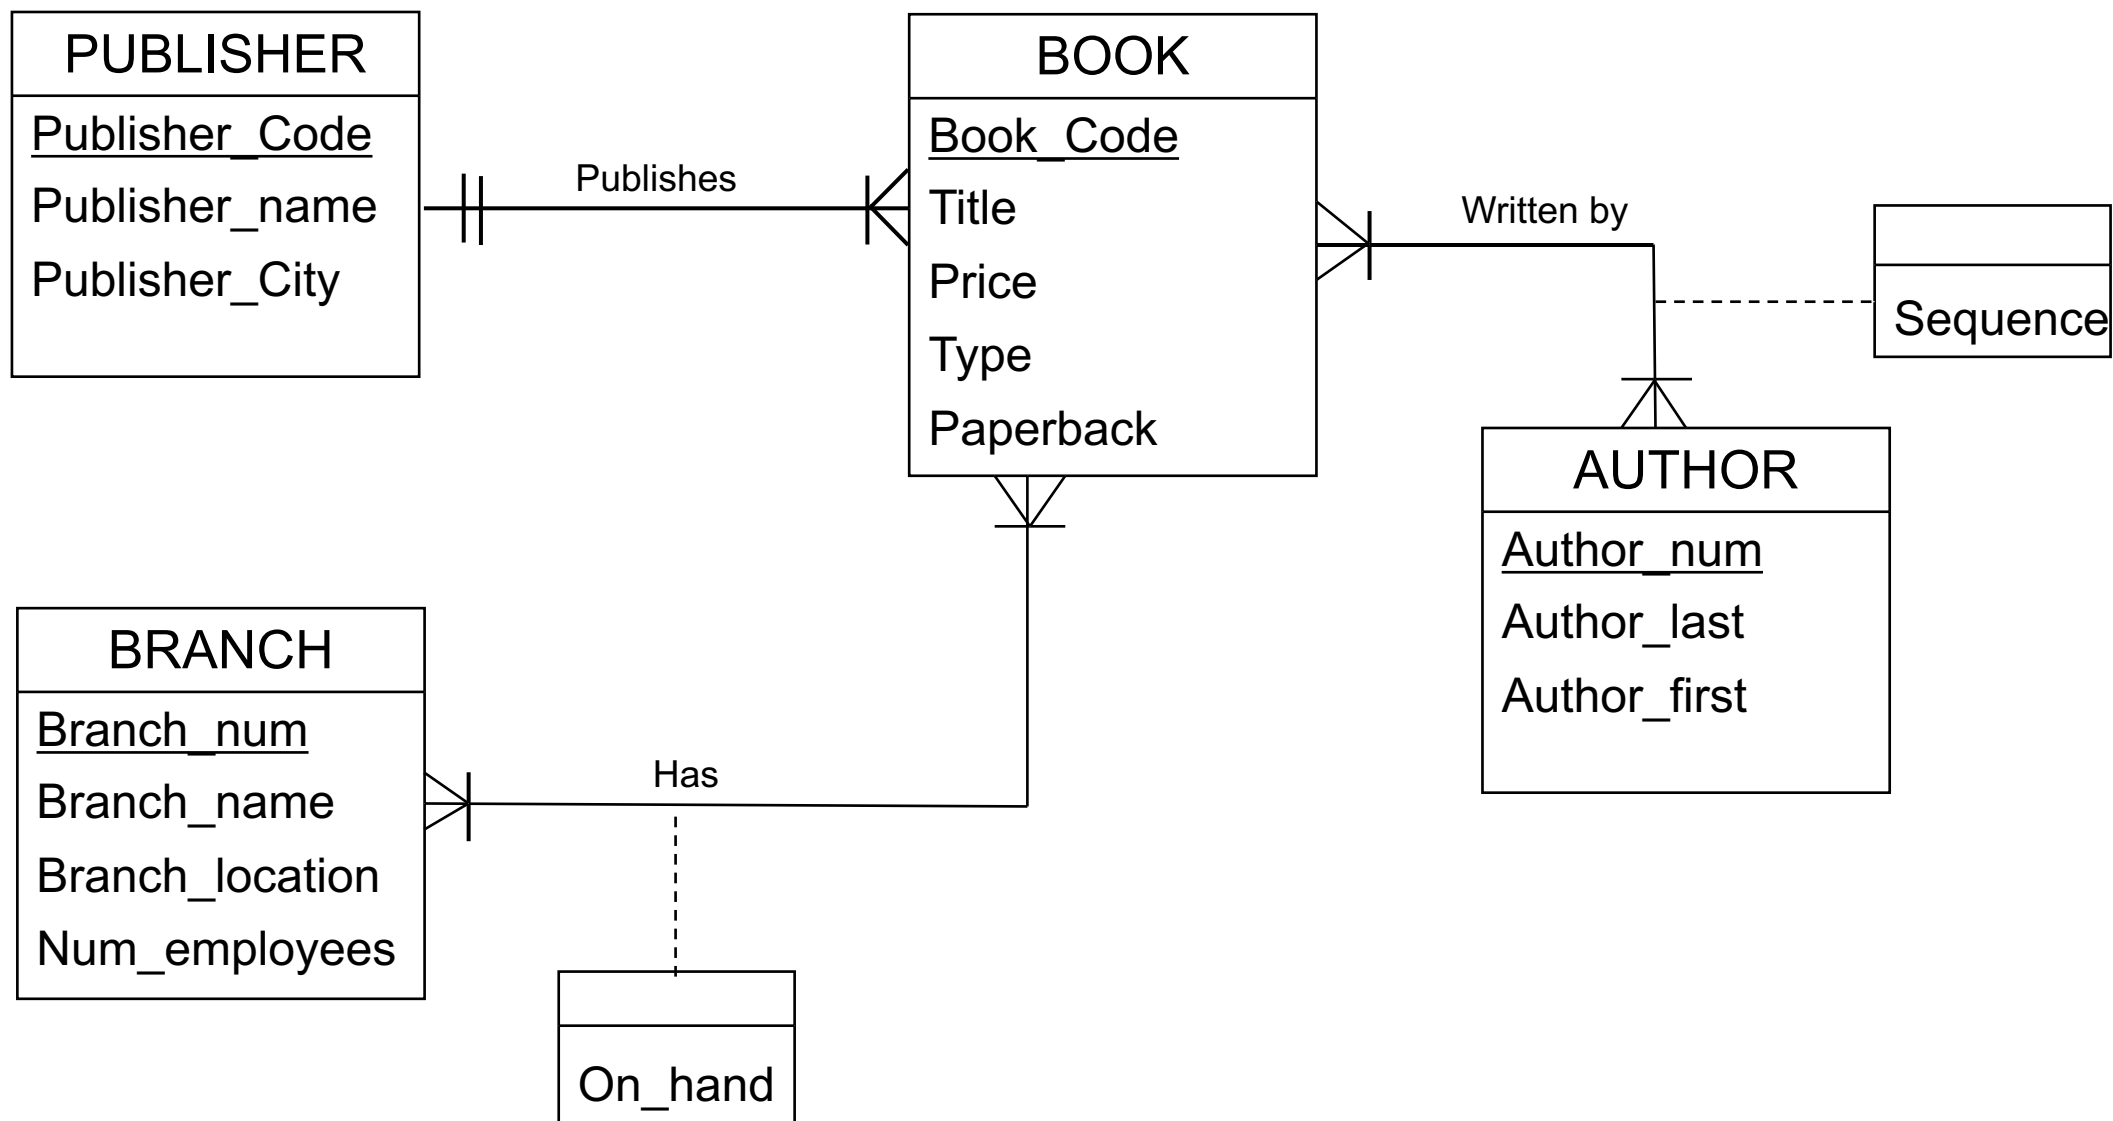 PUBLISHER
Publisher_Code
Publisher_name
Publisher_City
Publishes
BOOK
Book_Code
Title
Price
Type
Paperback
Written by
Sequence
AUTHOR
Author_num
Author_last
Author_first
BRANCH
Branch_num
Branch_name
Branch_location
Num_employees
Has
On_hand